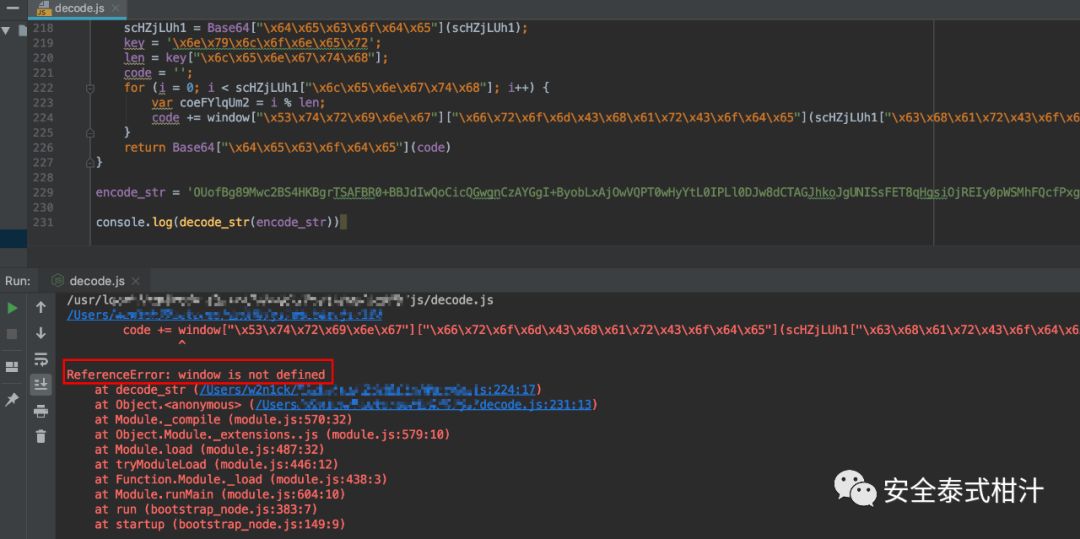 decode.js
218 scHZjLUh1 = Base64["\x64\x65\x63\x6f\x64\x65"](scHZjLUh1);
219 key = '\x6e\x79\x6c\x6f\x6e\x65\x72';
220 len = key["\x6c\x65\x6e\x67\x74\x68"];
221 code = '';
222 for (i = 0; i < scHZjLUh1["\x6c\x65\x6e\x67\x74\x68"]; i++) {
223 var coeFYlqUm2 = i % len;
224 code += window["\x53\x74\x72\x69\x6e\x67"]["\x66\x72\x6f\x6d\x43\x68\x61\x72\x43\x6f\x64\x65"](scHZjLUh1["\x63\x68\x61\x72\x43\x6f\x6
225 }
226 return Base64["\x64\x65\x63\x6f\x64\x65"](code)
227 }
228
229 encode_str = 'OUofBg89Mwc2BS4HKBgrTSAFBR0+BBJdIwQoCicQGwgnCzAYGgI+ByobLxAjOwVQPT0wHyYtL0IPLl0DJw8dCTAGJhkoJgUNISsFET8qHgsiOjREIy0pWSMhFQcfPxg
230
231 console.log(decode_str(encode_str))
Run: decode.js
js/decode.js
/Users/
code += window["\x53\x74\x72\x69\x6e\x67"]["\x66\x72\x6f\x6d\x43\x68\x61\x72\x43\x6f\x64\x65"](scHZjLUh1["\x63\x68\x61\x72\x43\x6f\x64\x6
^
ReferenceError: window is not defined
at decode_str (/Users/w2n1ck/ js:224:17)
at Object.<anonymous> (/Users decode.js:231:13)
at Module._compile (module.js:570:32)
at Object.Module._extensions..js (module.js:579:10)
at Module.load (module.js:487:32)
at tryModuleLoad (module.js:446:12)
at Function.Module._load (module.js:438:3)
at Module.runMain (module.js:604:10)
at run (bootstrap_node.js:383:7)
at startup (bootstrap_node.js:149:9)
安全泰式柑汁